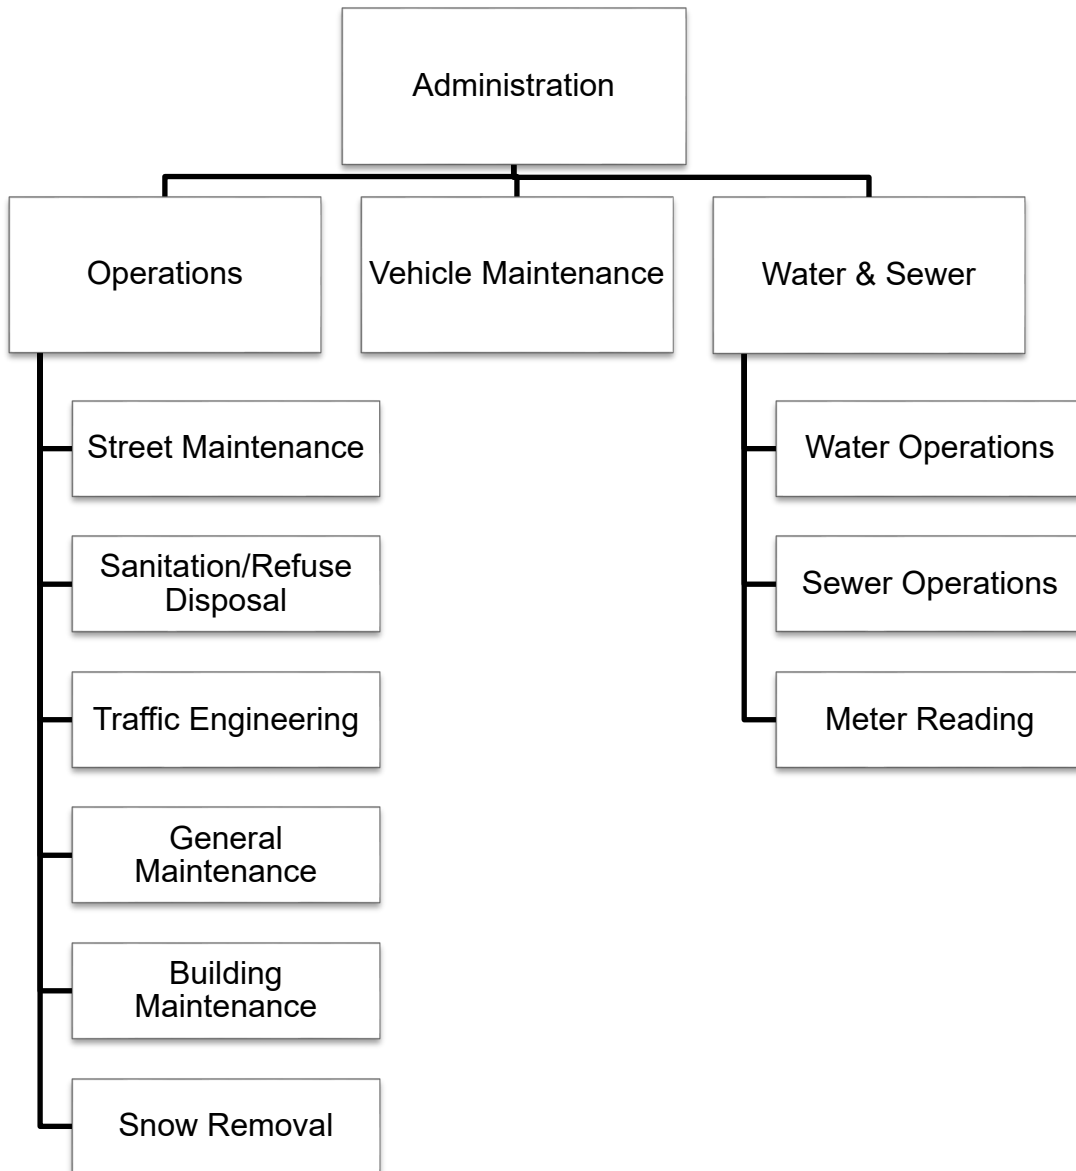 Administration
Operations
Vehicle Maintenance
Water & Sewer
Street Maintenance
Sanitation/Refuse
Disposal
Traffic Engineering
General
Maintenance
Building
Maintenance
Snow Removal
Water Operations
Sewer Operations
Meter Reading